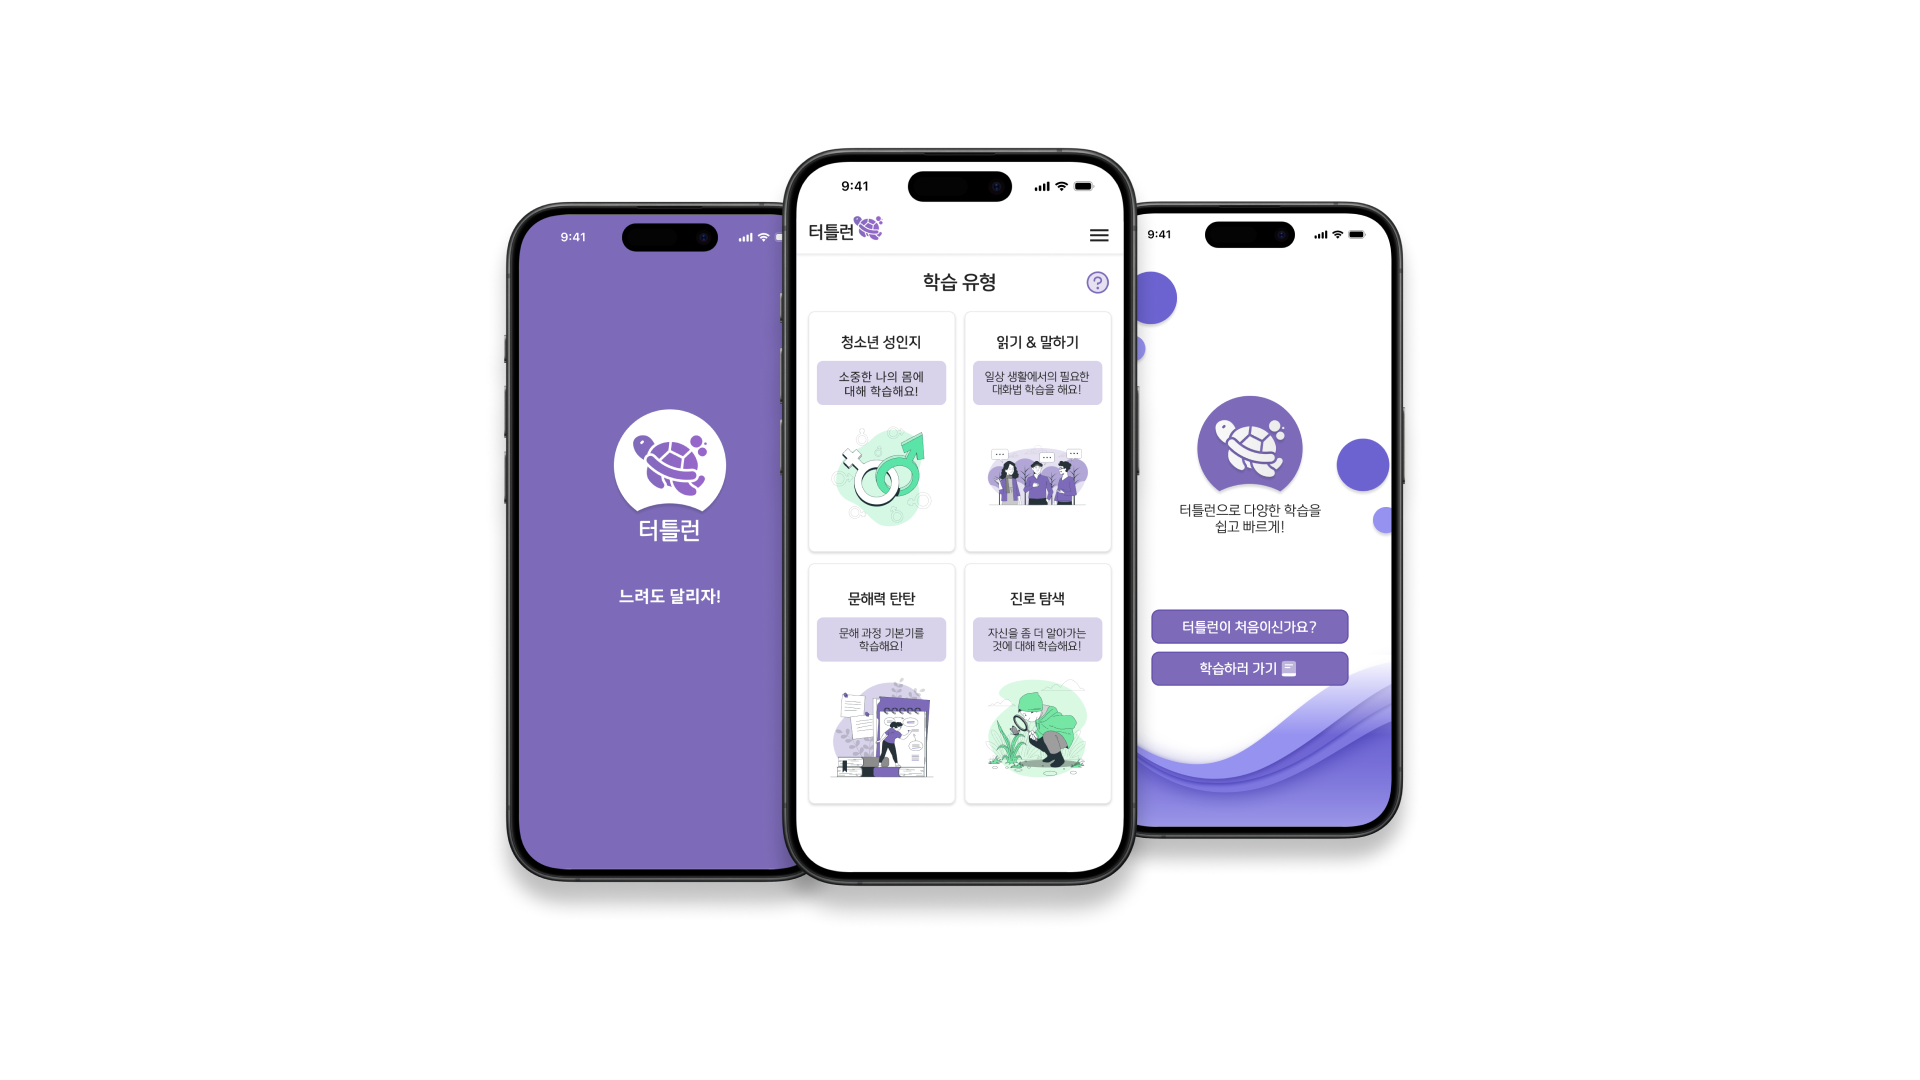 9:41
터틀런
느려도 달리자!
9:41
터틀런
학습 유형
?
청소년 성인지
소중한 나의 몸에
대해 학습해요!
읽기 & 말하기
일상 생활에서의 필요한
대화법 학습을 해요!
문해력 탄탄
문해 과정 기본기를
학습해요!
진로 탐색
자신을 좀 더 알아가는
것에 대해 학습해요!
9:41
터틀런으로 다양한 학습을
쉽고 빠르게!
터틀런이 처음이신가요?
학습하러 가기